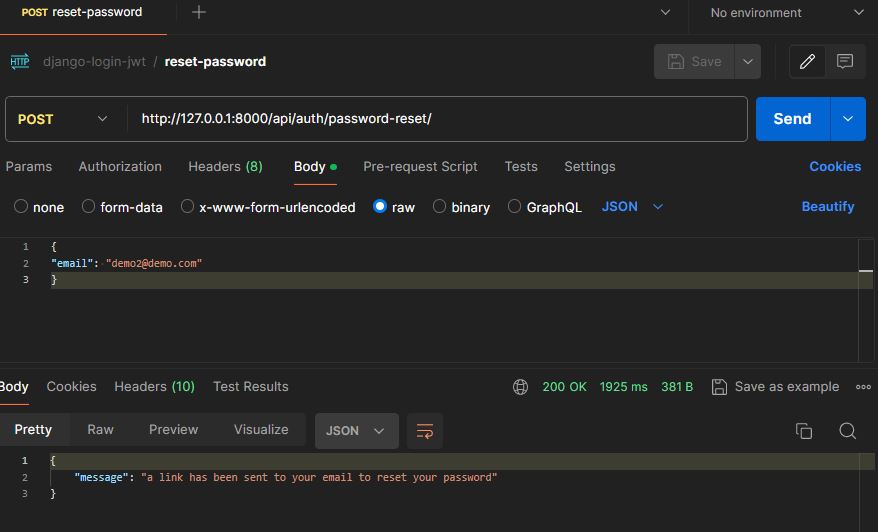 POST reset-password
No environment
HTTP django-login-jwt / reset-password
Save
POST http://127.0.0.1:8000/api/auth/password-reset/ Send
Params Authorization Headers (8) Body Pre-request Script Tests Settings Cookies
none form-data x-www-form-urlencoded raw binary GraphQL JSON Beautify
1 {
2 "email": "demo2@demo.com"
3 }
Body Cookies Headers (10) Test Results 200 OK 1925 ms 381 B Save as example
Pretty Raw Preview Visualize JSON
1 {
2 "message": "a link has been sent to your email to reset your password"
3 }